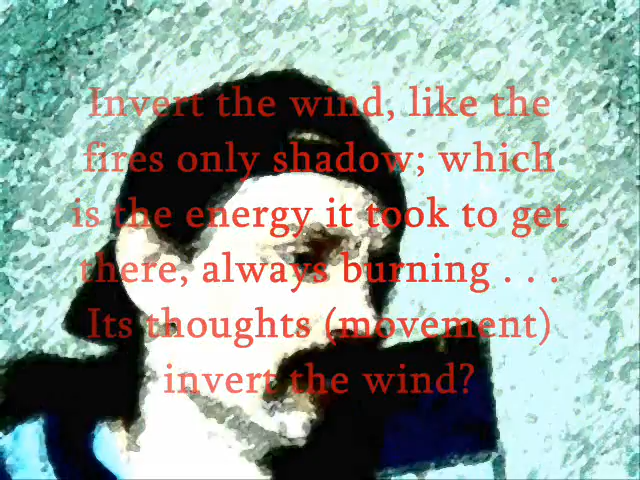 Invert the wind, like the
fires only shadow; which
is the energy it took to get
there, always burning . . .
Its thoughts (movement)
invert the wind?